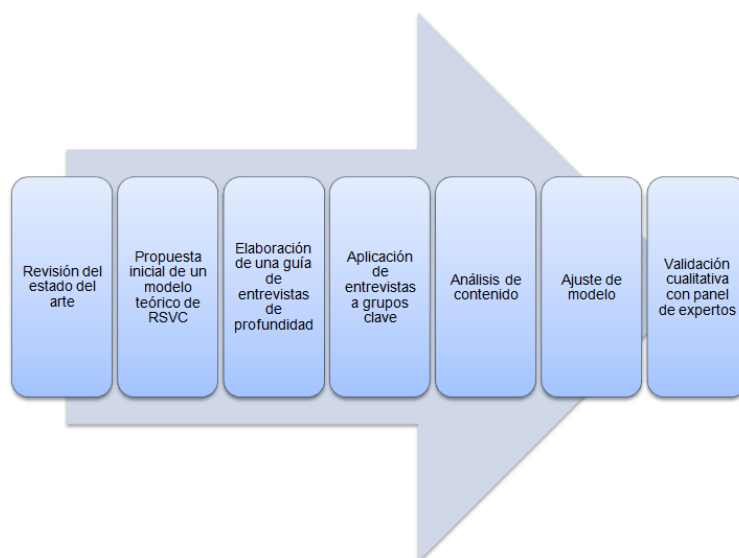 Revisión del
estado del
arte
Propuesta
inicial de un
modelo
teórico de
RSVC
Elaboración
de una guía
de
entrevistas
de
profundidad
Aplicación
de
entrevistas
a grupos
clave
Análisis de
contenido
Ajuste de
modelo
Validación
cualitativa
con panel
de expertos